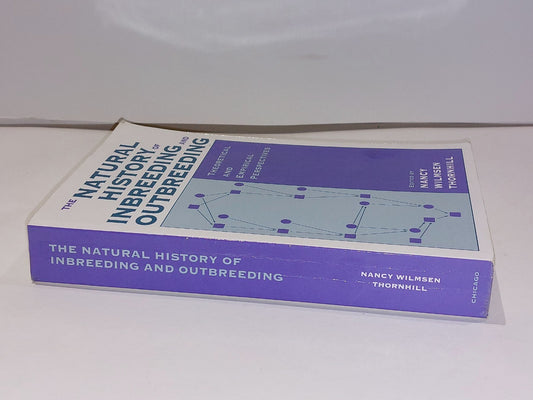 THE NATURAL
HISTORY OF
INBREEDING AND
OUTBREEDING
THEORETICAL
AND EMPIRICAL
PERSPECTIVES
EDITED BY
NANCY
WILMSEN
THORNHILL
THE NATURAL HISTORY OF
INBREEDING AND OUTBREEDING
NANCY WILMSEN
THORNHILL
CHICAGO